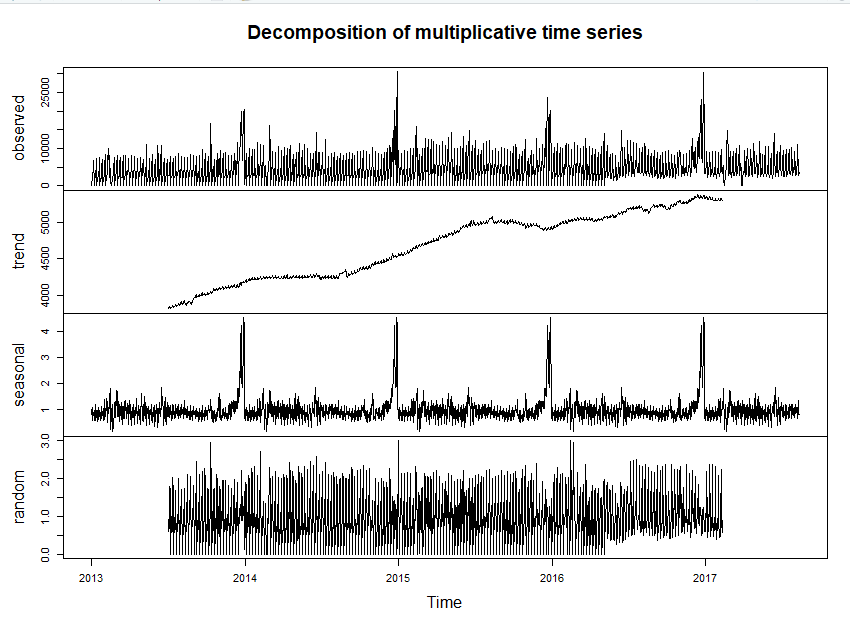 Decomposition of multiplicative time series
observed
0 10000 25000
trend
4000 4500 5000
seasonal
1 2 3 4
random
0.0 1.0 2.0 3.0
2013 2014 2015 2016 2017
Time